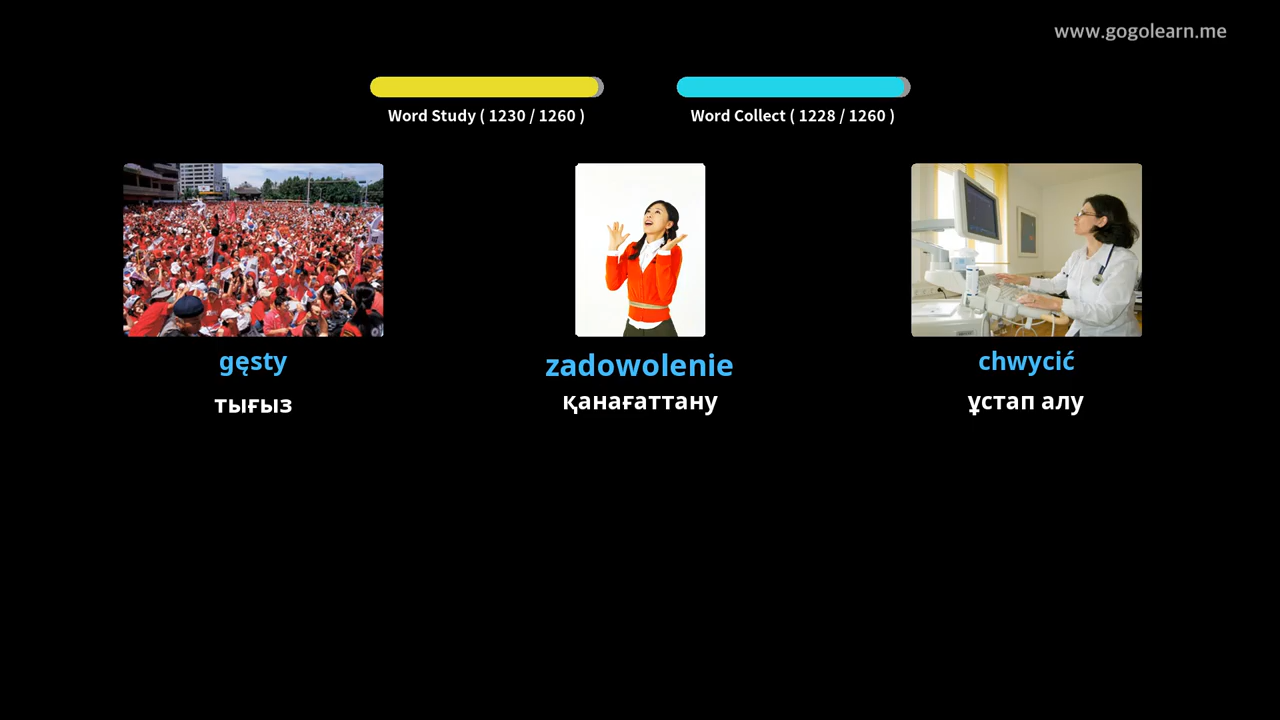 www.gogolearn.me
Word Study ( 1230 / 1260 )
Word Collect ( 1228 / 1260 )
gęsty
zadowolenie
chwycić
тығыз
қанағаттану
ұстап алу